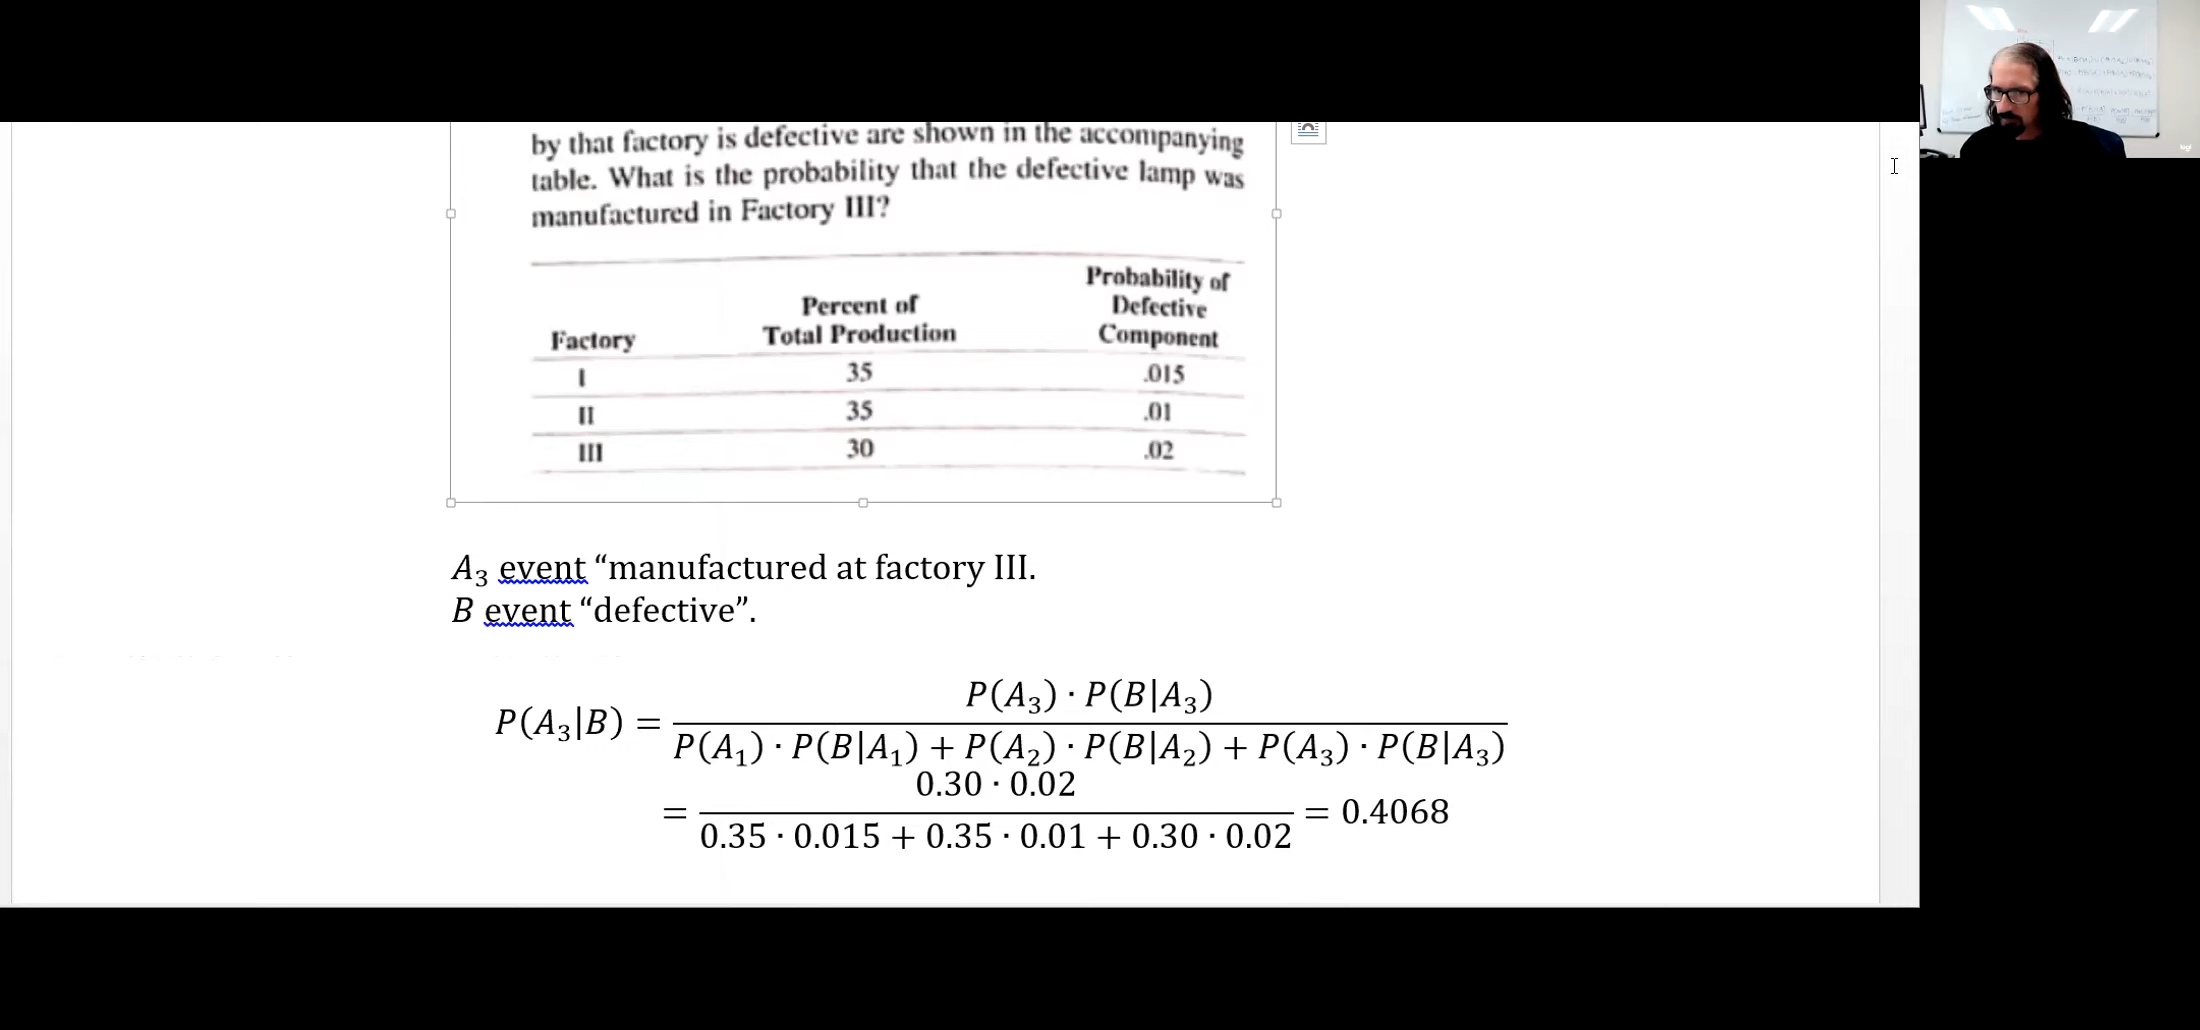 by that factory is defective are shown in the accompanying
table. What is the probability that the defective lamp was
manufactured in Factory III?
Factory Percent of Total Production Probability of Defective Component
I 35 .015
II 35 .01
III 30 .02
A₃ event “manufactured at factory III.
B event “defective”.
P(A₃|B) = P(A₃) · P(B|A₃) / P(A₁) · P(B|A₁) + P(A₂) · P(B|A₂) + P(A₃) · P(B|A₃)
= 0.30 · 0.02 / 0.35 · 0.015 + 0.35 · 0.01 + 0.30 · 0.02 = 0.4068
logi